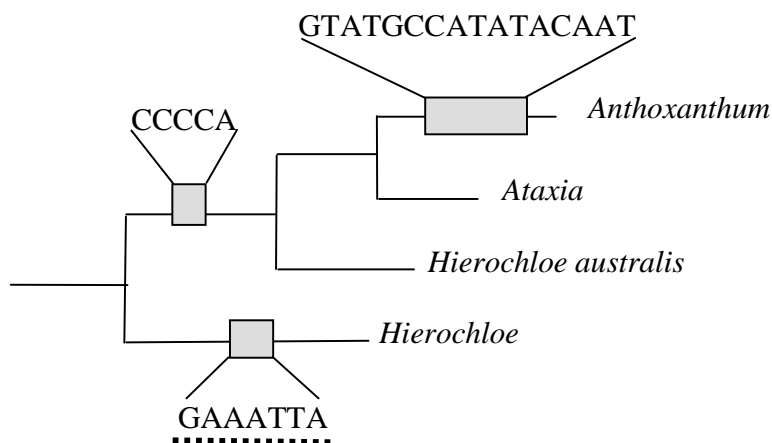 GTATGCCATATACAAT
Anthoxanthum
CCCCA
Ataxia
Hierochloe australis
Hierochloe
GAAATTA